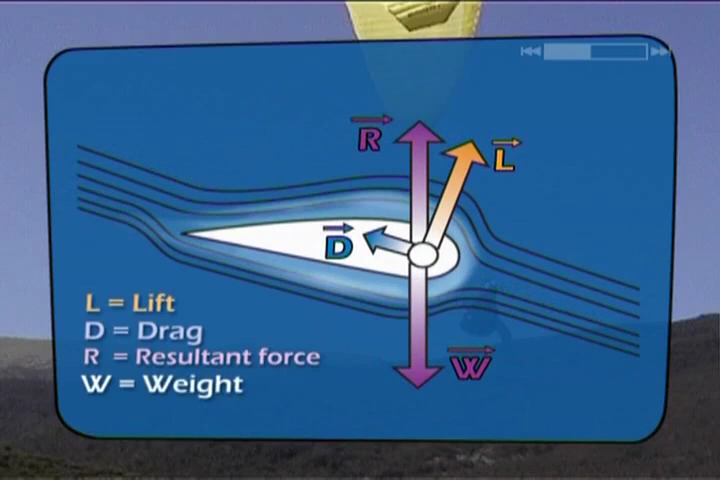 R
L
D
L = Lift
D = Drag
R = Resultant force
W
W = Weight